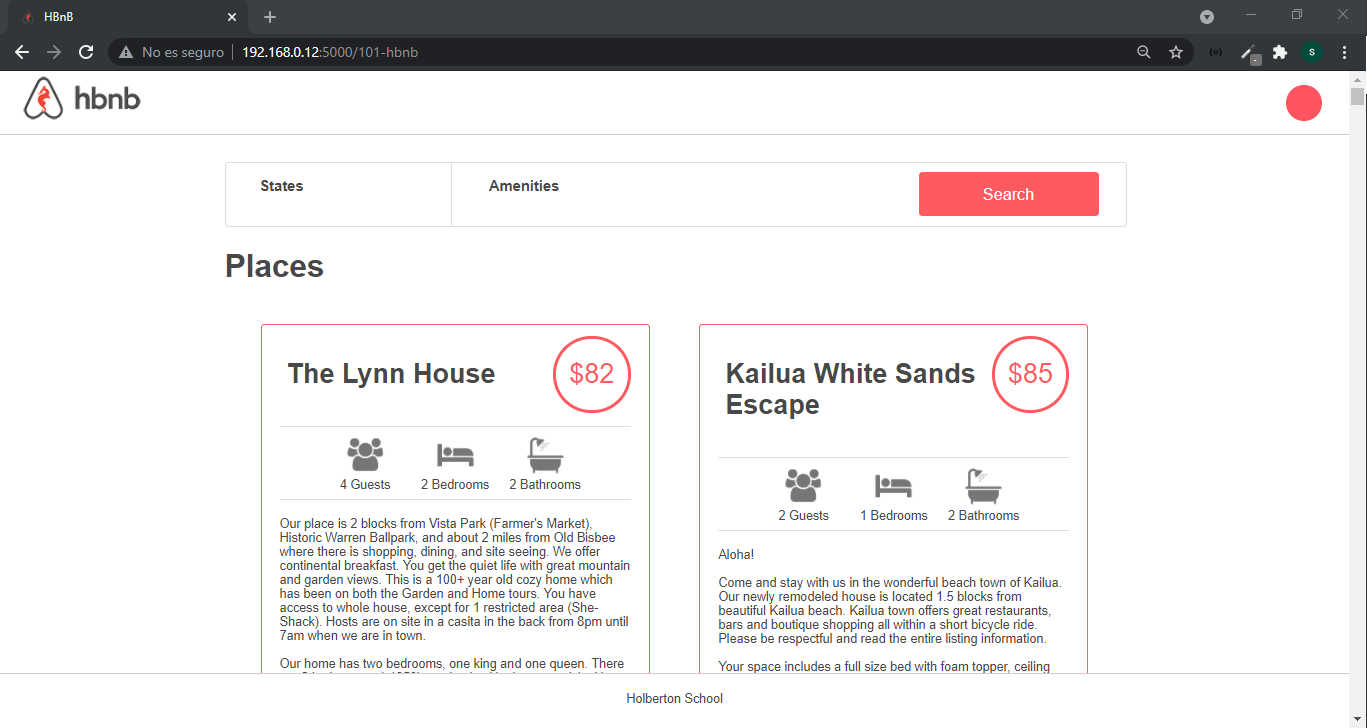 HBnB
No es seguro
192.168.0.12:5000/101-hbnb
S
hbnb
States
Amenities
Search
Places
The Lynn House
$82
4 Guests
2 Bedrooms
2 Bathrooms
Our place is 2 blocks from Vista Park (Farmer's Market),
Historic Warren Ballpark, and about 2 miles from Old Bisbee
where there is shopping, dining, and site seeing. We offer
continental breakfast. You get the quiet life with great mountain
and garden views. This is a 100+ year old cozy home which
has been on both the Garden and Home tours. You have
access to whole house, except for 1 restricted area (She-
Shack). Hosts are on site in a casita in the back from 8pm until
7am when we are in town.
Our home has two bedrooms, one king and one queen. There
Kailua White Sands
Escape
$85
2 Guests
1 Bedrooms
2 Bathrooms
Aloha!
Come and stay with us in the wonderful beach town of Kailua.
Our newly remodeled house is located 1.5 blocks from
beautiful Kailua beach. Kailua town offers great restaurants,
bars and boutique shopping all within a short bicycle ride.
Please be respectful and read the entire listing information.
Your space includes a full size bed with foam topper, ceiling
Holberton School